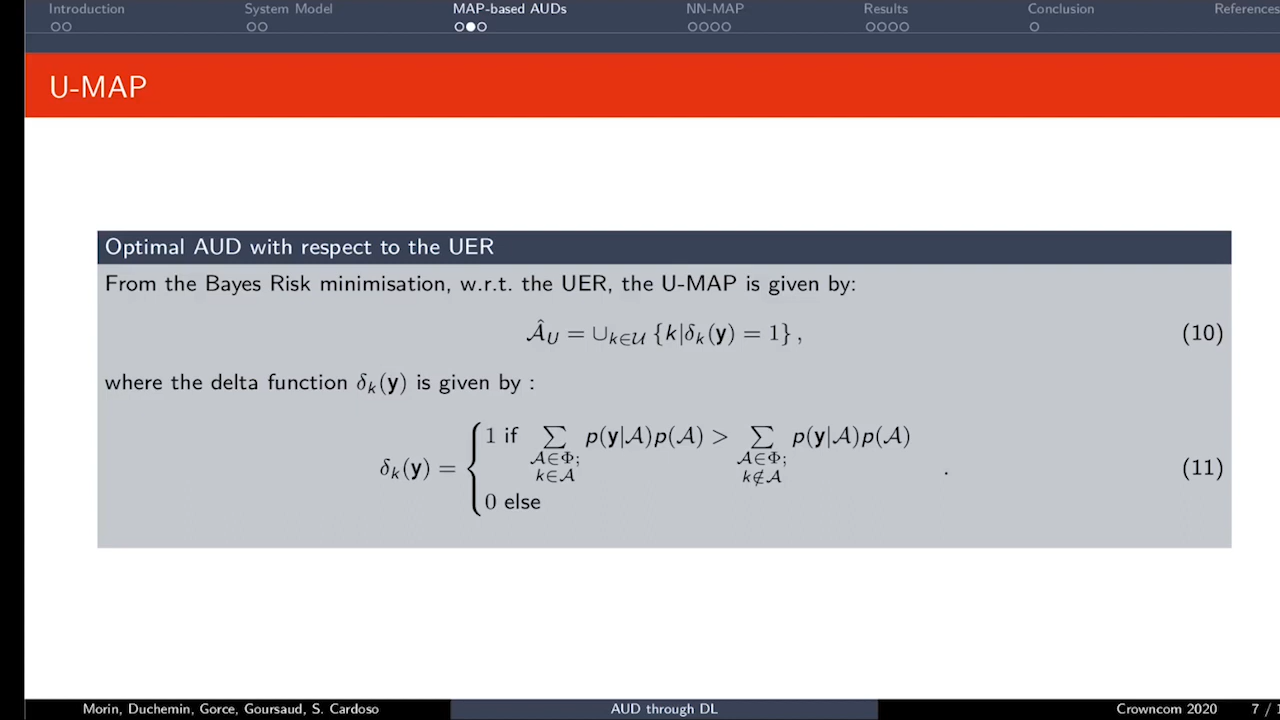 Introduction System Model MAP-based AUDs NN-MAP Results Conclusion References
U-MAP
Optimal AUD with respect to the UER
From the Bayes Risk minimisation, w.r.t. the UER, the U-MAP is given by:
𝒜̂_U = ∪_{k∈𝒰} {k|δ_k(𝐲) = 1} , (10)
where the delta function δ_k(𝐲) is given by :
δ_k(𝐲) = { 1 if ∑_{𝒜∈Φ; k∈𝒜} p(𝐲|𝒜)p(𝒜) > ∑_{𝒜∈Φ; k∉𝒜} p(𝐲|𝒜)p(𝒜)
0 else . (11)
Morin, Duchemin, Gorce, Goursaud, S. Cardoso AUD through DL Crowncom 2020 7 /